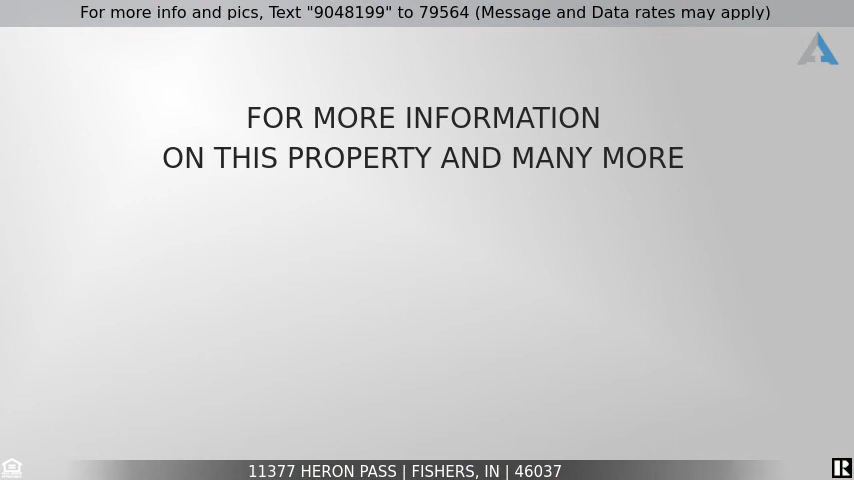 For more info and pics, Text "9048199" to 79564 (Message and Data rates may apply)
FOR MORE INFORMATION
ON THIS PROPERTY AND MANY MORE
11377 HERON PASS | FISHERS, IN | 46037